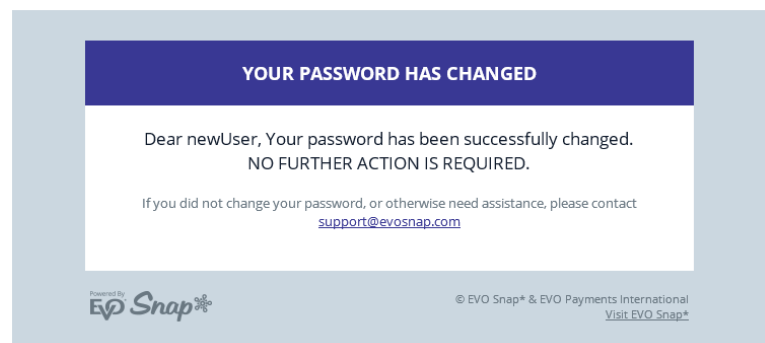 YOUR PASSWORD HAS CHANGED
Dear newUser, Your password has been successfully changed.
NO FURTHER ACTION IS REQUIRED.
If you did not change your password, or otherwise need assistance, please contact
support@evosnap.com
Powered By
EVO Snap*
© EVO Snap* & EVO Payments International
Visit EVO Snap*